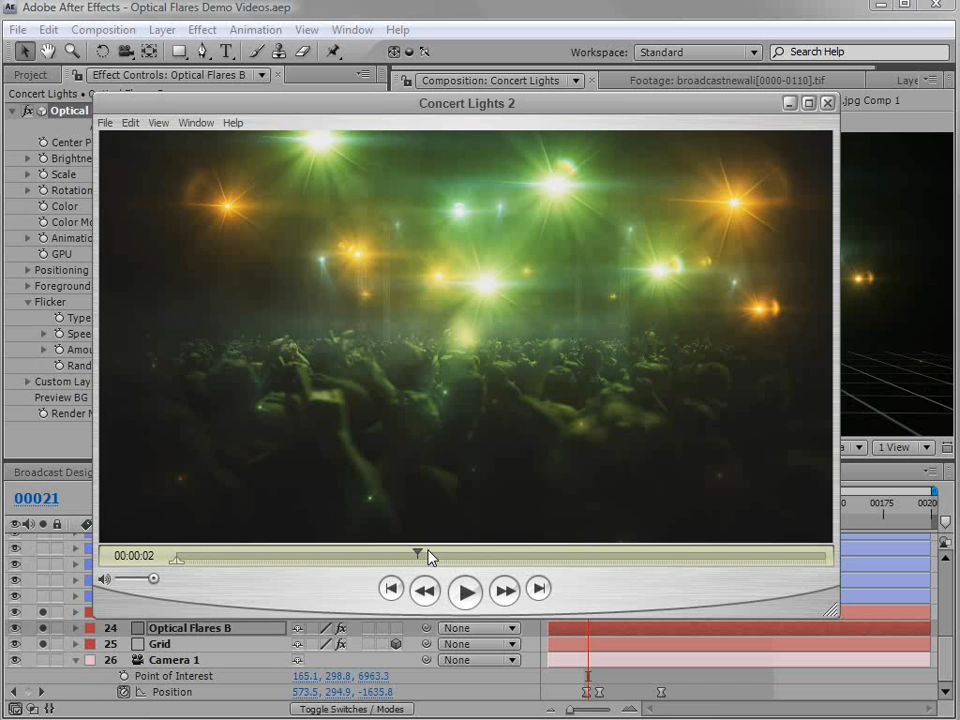 Adobe After Effects - Optical Flares Demo Videos.aep
File Edit Composition Layer Effect Animation View Window Help
Workspace: Standard Search Help
Project Effect Controls: Optical Flares B Composition: Concert Lights Footage: broadcastnewali[0000-0110].tif Laye
Concert Lights • .jpg Comp 1
Concert Lights 2
fx Optical
File Edit View Window Help
Center P
Brightne
Scale
Rotation
Color
Color Mo
Animatio
GPU
Positioning
Foreground
Flicker
Type
Spee
Amou
Rand
Custom Lay
Preview BG
Render M
a 1 View
Broadcast Desig
00021
00175 0020
00:00:02
24 Optical Flares B fx None
25 Grid fx None
26 Camera 1 None
Point of Interest 165.1, 298.8, 6963.3
Position 573.5, 294.9, -1635.8
Toggle Switches / Modes